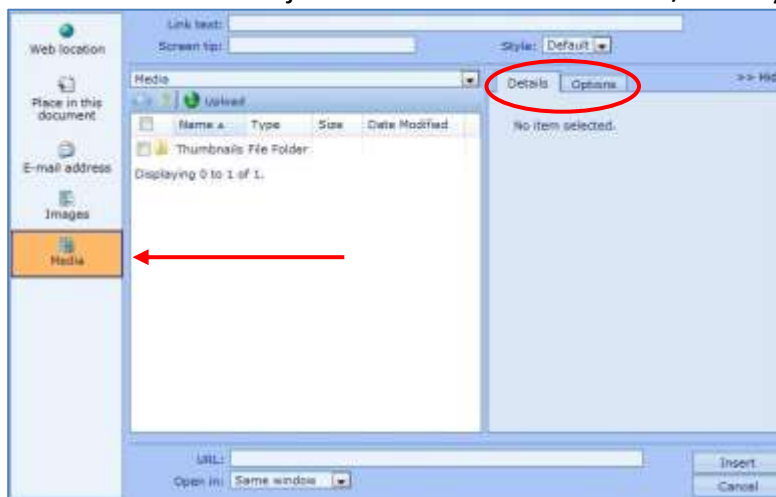 Link text:
Web location
Screen tip:
Style: Default
Media
Details Options >> Hid
Place in this
document
Upload
Name Type Size Date Modified
No item selected.
Thumbnails File Folder
E-mail address
Displaying 0 to 1 of 1.
Images
Media
URL:
Insert
Open in: Same window
Cancel